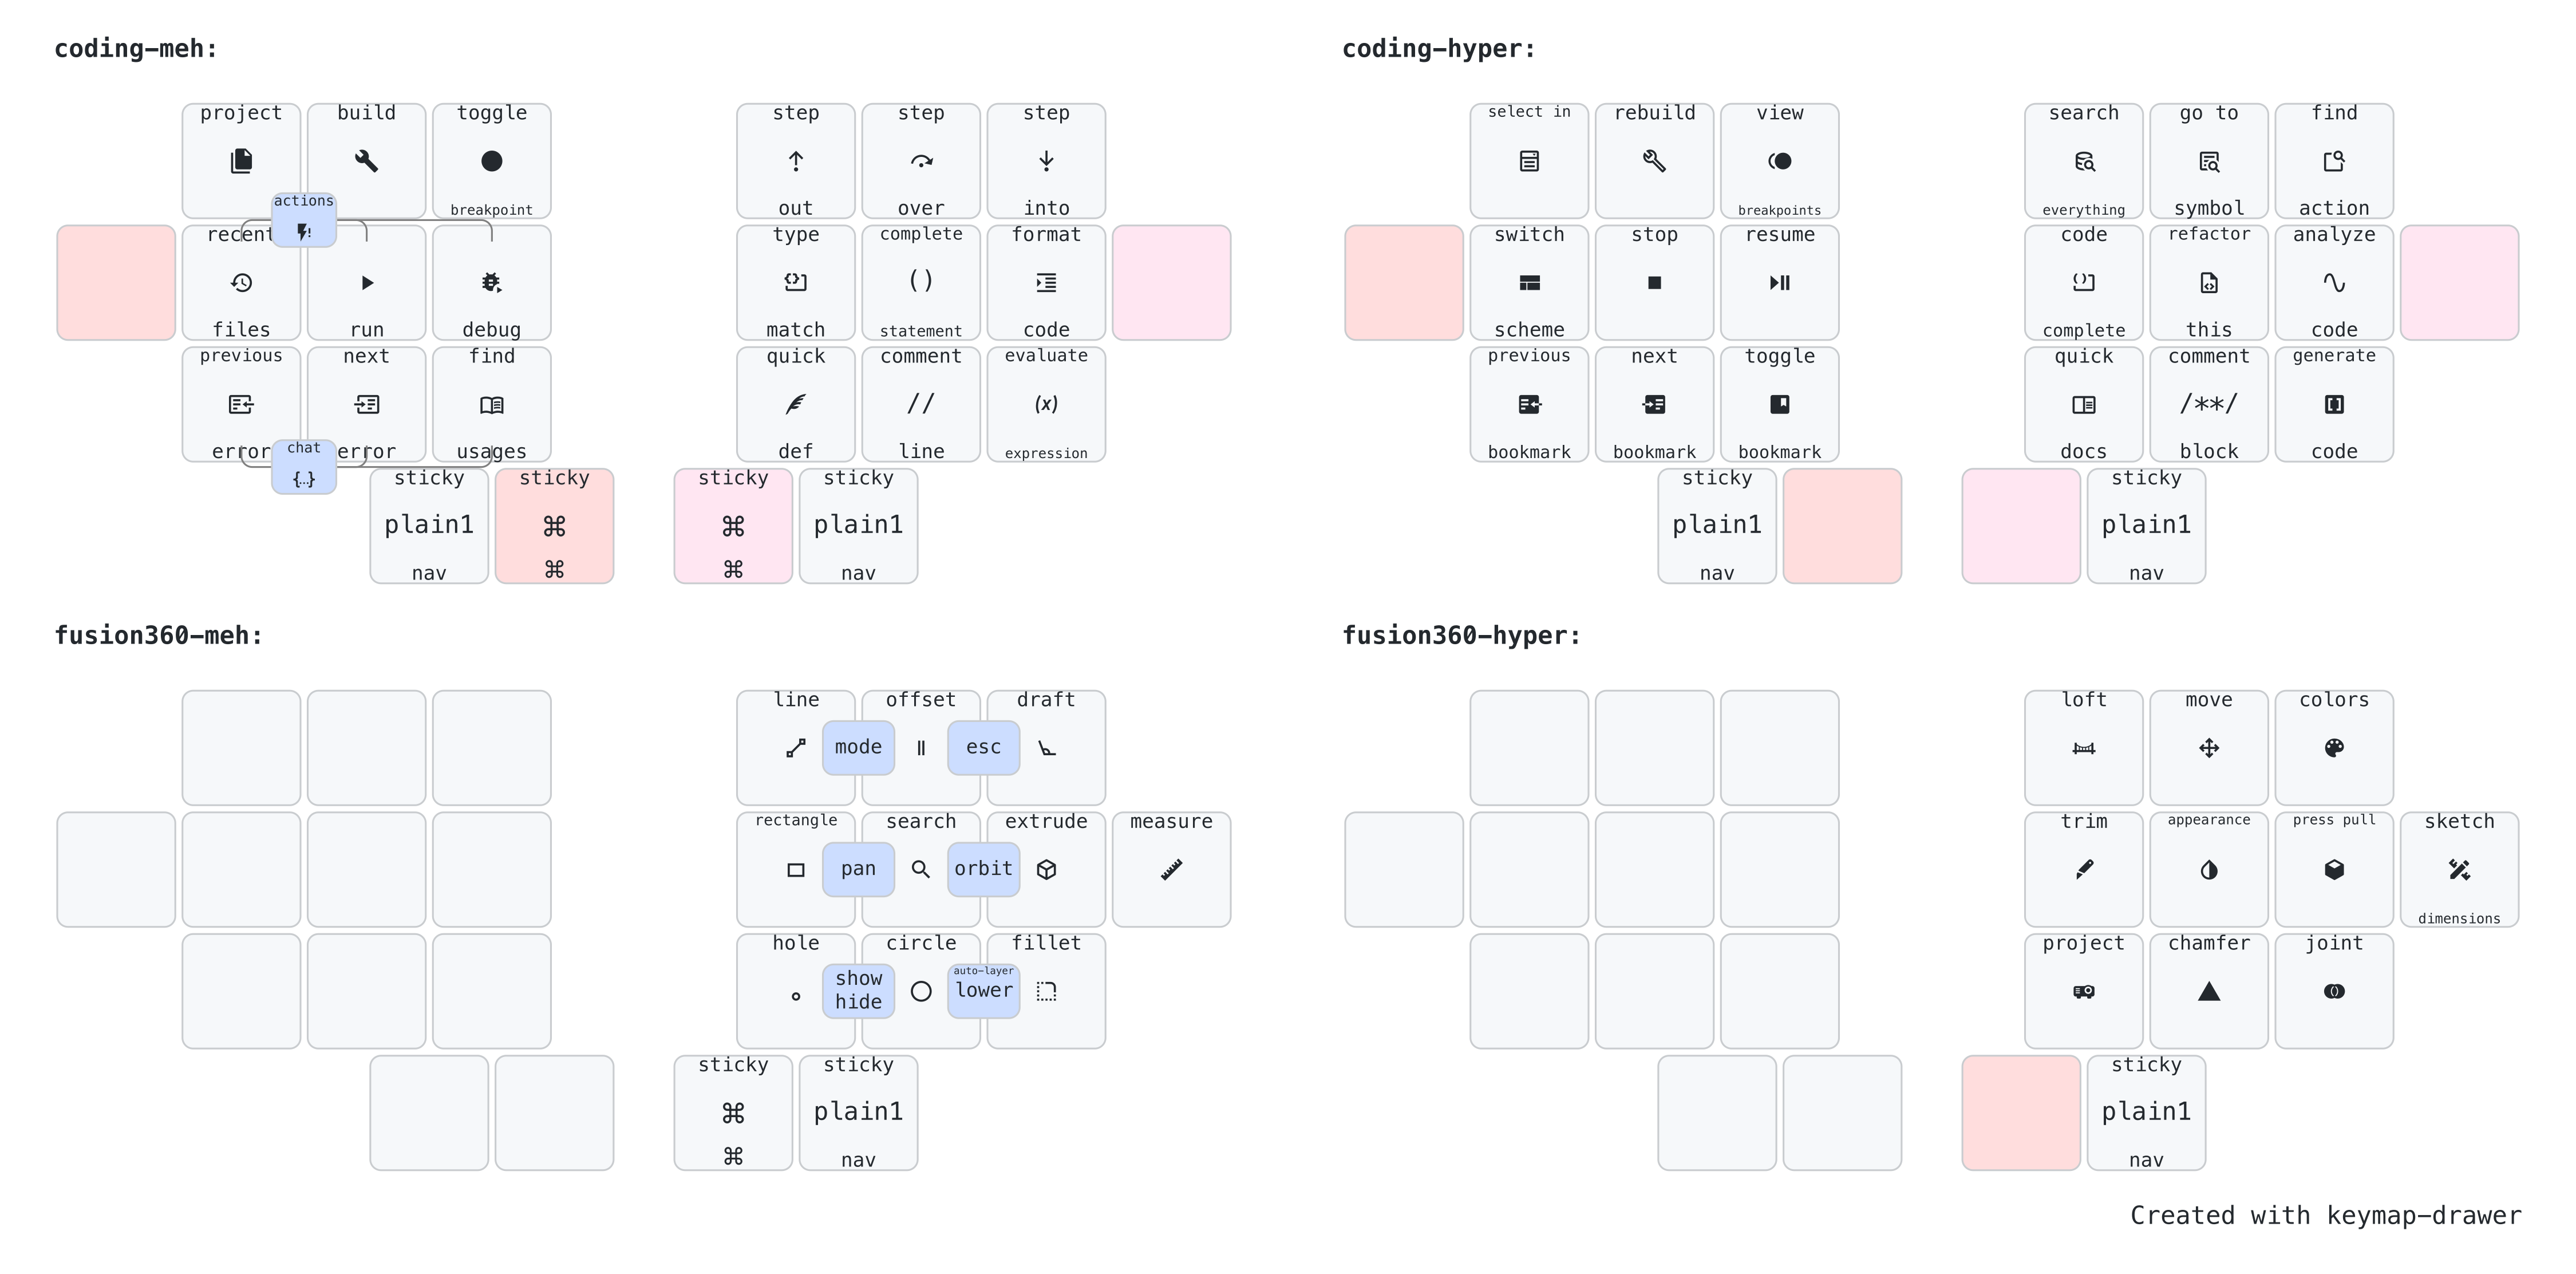 coding-meh:
project build toggle
breakpoint
actions
!
recent
files run debug
previous next find
error error usages
chat
{...}
step step step
out over into
type complete format
()
match statement code
quick comment evaluate
// (x)
def line expression
sticky sticky sticky sticky
plain1 ⌘ ⌘ plain1
nav ⌘ ⌘ nav
coding-hyper:
select in rebuild view
breakpoints
switch stop resume
scheme
previous next toggle
bookmark bookmark bookmark
search go to find
everything symbol action
code refactor analyze
complete this code
quick comment generate
/**/
docs block code
sticky sticky
plain1 plain1
nav nav
fusion360-meh:
line offset draft
mode esc
rectangle search extrude measure
pan orbit
hole circle fillet
show
hide
auto-layer
lower
sticky sticky
⌘ plain1
⌘ nav
fusion360-hyper:
loft move colors
trim appearance press pull sketch
dimensions
project chamfer joint
sticky
plain1
nav
Created with keymap-drawer